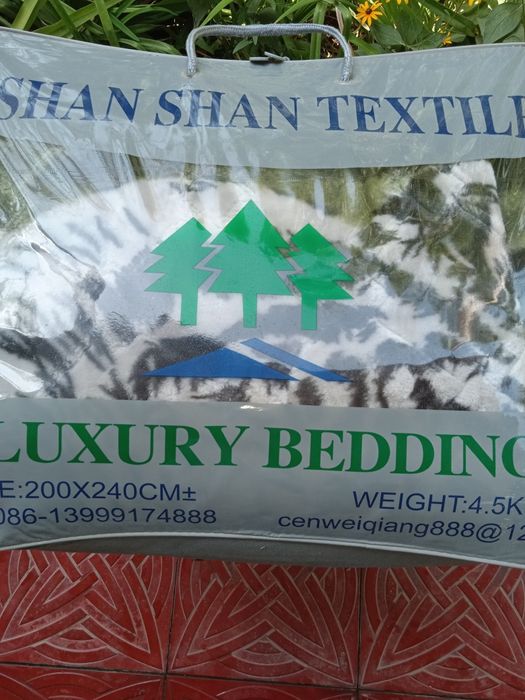 SHAN SHAN TEXTILE
LUXURY BEDDING
E:200X240CM±
WEIGHT:4.5K
086-13999174888
cenweiqiang888@12